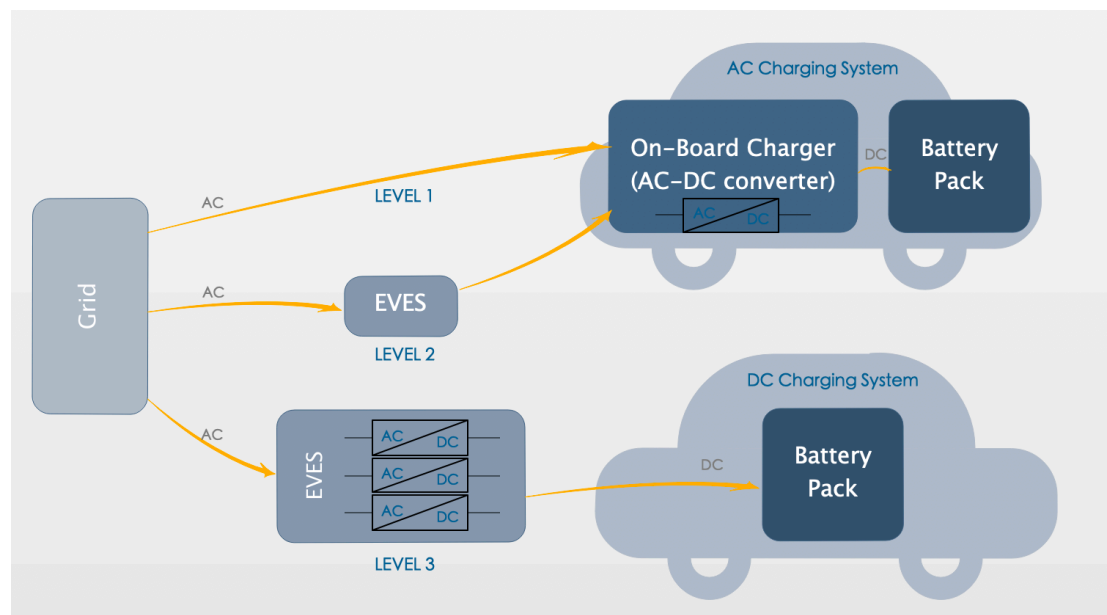 AC Charging System
On-Board Charger
(AC-DC converter)
AC
DC
DC
Battery
Pack
AC
LEVEL 1
Grid
AC
EVES
LEVEL 2
AC
EVES
AC
DC
AC
DC
AC
DC
LEVEL 3
DC Charging System
DC
Battery
Pack